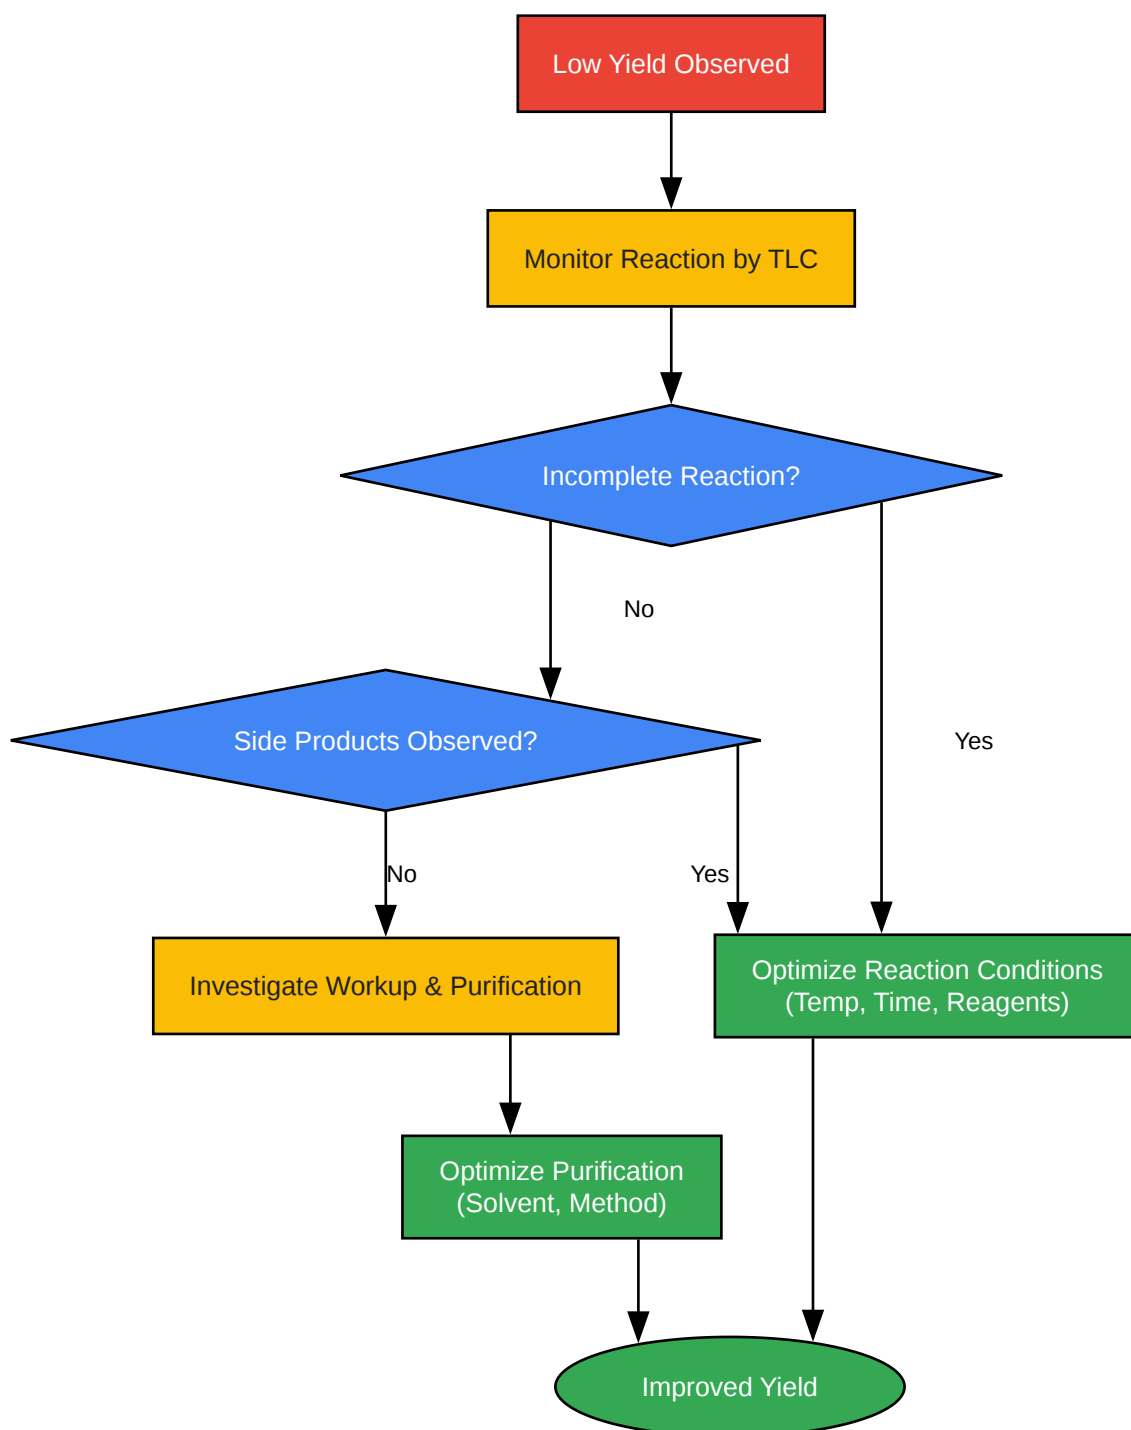 Low Yield Observed
Monitor Reaction by TLC
Incomplete Reaction?
No
Side Products Observed?
Yes
No
Yes
Investigate Workup & Purification
Optimize Reaction Conditions
(Temp, Time, Reagents)
Optimize Purification
(Solvent, Method)
Improved Yield